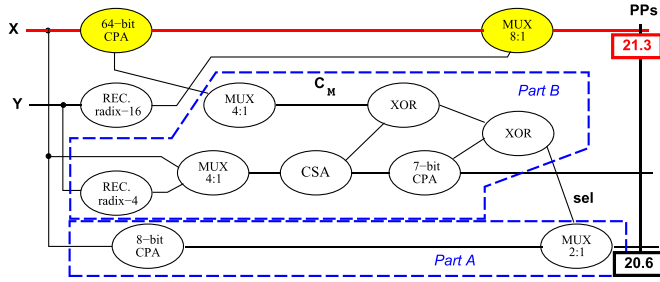 PPs
X
64−bit
CPA
MUX
8:1
21.3
Y
REC.
radix−16
MUX
4:1
C M
XOR
Part B
XOR
REC.
radix−4
MUX
4:1
CSA
7−bit
CPA
sel
8−bit
CPA
Part A
MUX
2:1
20.6